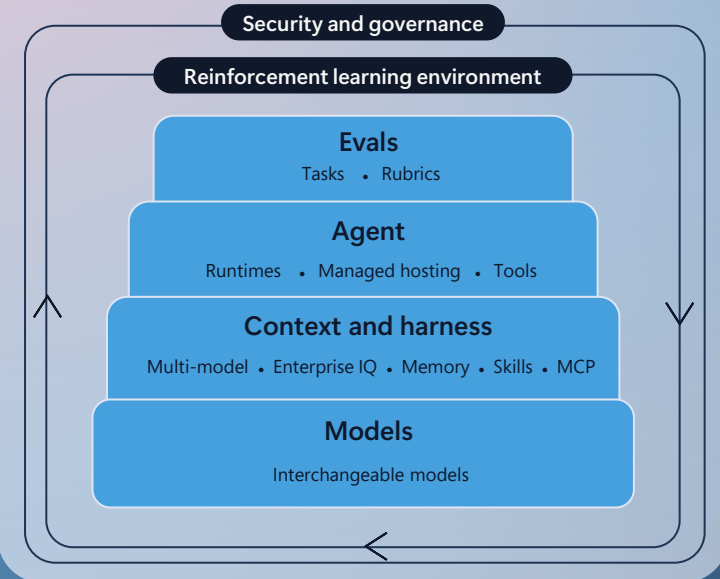 Security and governance
Reinforcement learning environment
Evals
Tasks • Rubrics
Agent
Runtimes • Managed hosting • Tools
Context and harness
Multi-model • Enterprise IQ • Memory • Skills • MCP
Models
Interchangeable models